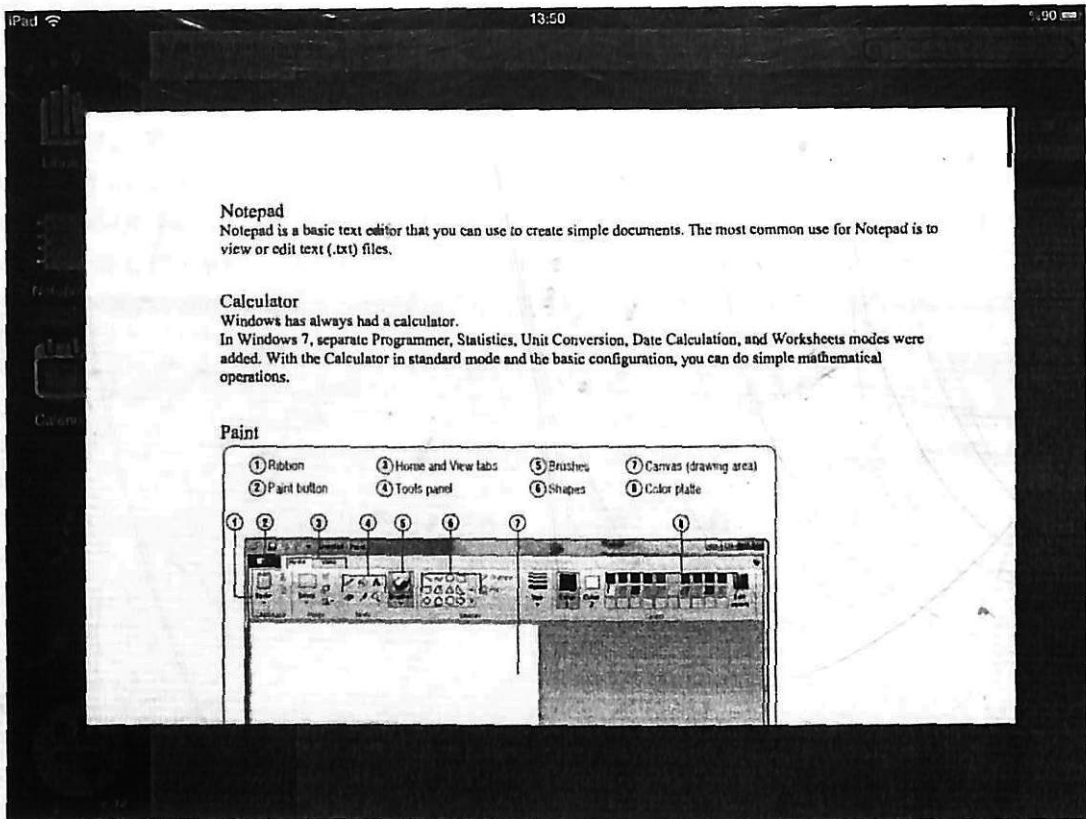 iPad
13:50
%90
Notepad
Notepad is a basic text editor that you can use to create simple documents. The most common use for Notepad is to
view or edit text (.txt) files.
Calculator
Windows has always had a calculator.
In Windows 7, separate Programmer, Statistics, Unit Conversion, Date Calculation, and Worksheets modes were
added. With the Calculator in standard mode and the basic configuration, you can do simple mathematical
operations.
Paint
1 Ribbon 3 Home and View tabs 5 Brushes 7 Canvas (drawing area)
2 Paint button 4 Tools panel 6 Shapes 8 Color platte
1 2 3 4 5 6 7 8